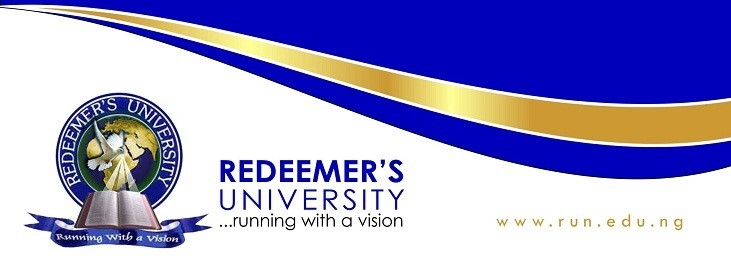 REDEEMER'S UNIVERSITY
Running With a Vision
REDEEMER'S
UNIVERSITY
...running with a vision
www.run.edu.ng